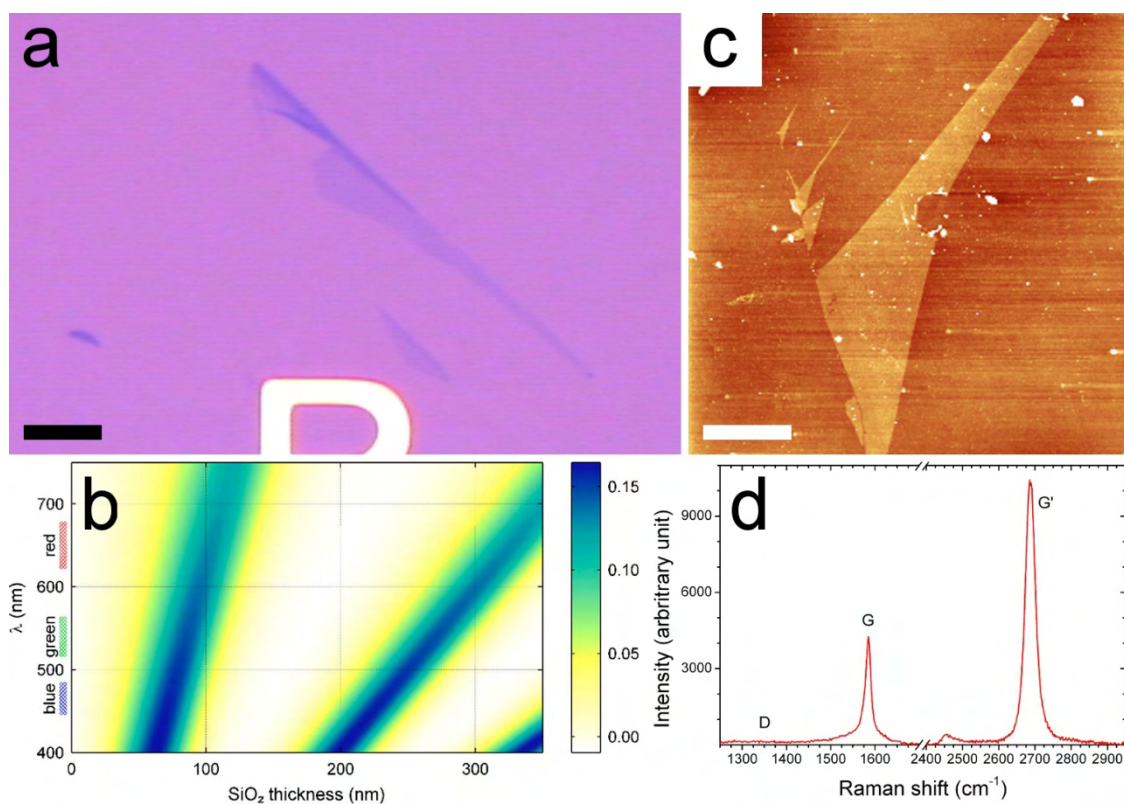 a
c
R
b
λ (nm)
red
green
blue
700
600
500
400
0
100
200
300
SiO₂ thickness (nm)
0.15
0.10
0.05
0.00
d
Intensity (arbritrary unit)
9000
6000
3000
G'
G
D
1300
1400
1500
1600
2400
2500
2600
2700
2800
2900
Raman shift (cm⁻¹)